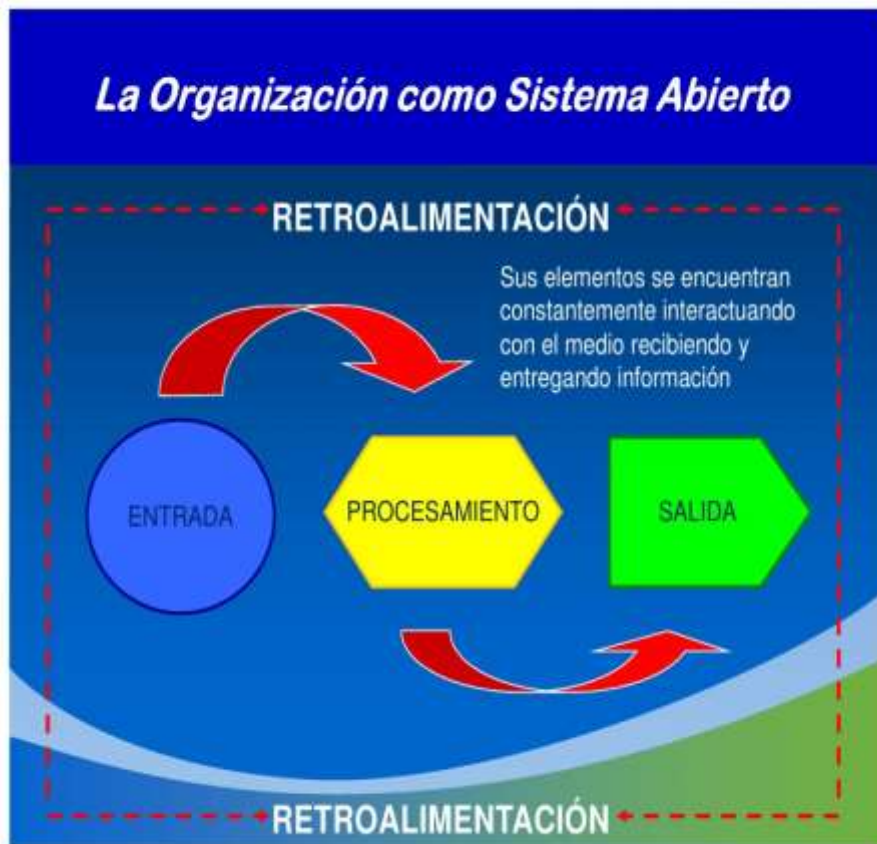 La Organización como Sistema Abierto
RETROALIMENTACIÓN
Sus elementos se encuentran
constantemente interactuando
con el medio recibiendo y
entregando información
ENTRADA
PROCESAMIENTO
SALIDA
RETROALIMENTACIÓN